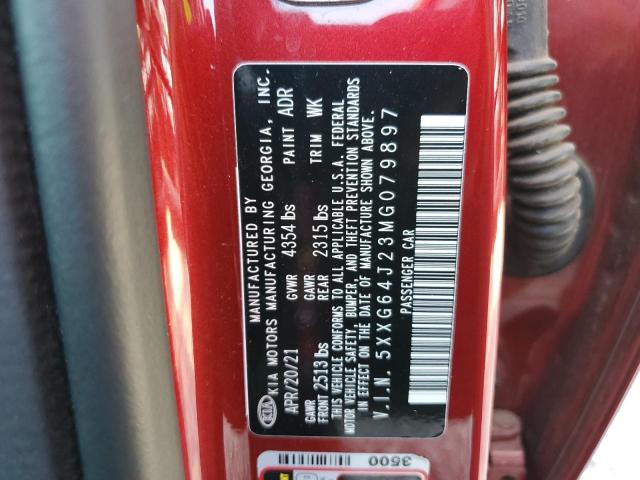 MANUFACTURED BY
KIA MOTORS MANUFACTURING GEORGIA, INC.
APR/20/21 GVWR 4354 lbs PAINT ADR
GAWR FRONT 2513 lbs GAWR REAR 2315 lbs TRIM WK
THIS VEHICLE CONFORMS TO ALL APPLICABLE U.S.A. FEDERAL
MOTOR VEHICLE SAFETY, BUMPER, AND THEFT PREVENTION STANDARDS
IN EFFECT ON THE DATE OF MANUFACTURE SHOWN ABOVE.
V.I.N. 5XXG64J23MG079897
PASSENGER CAR
3500